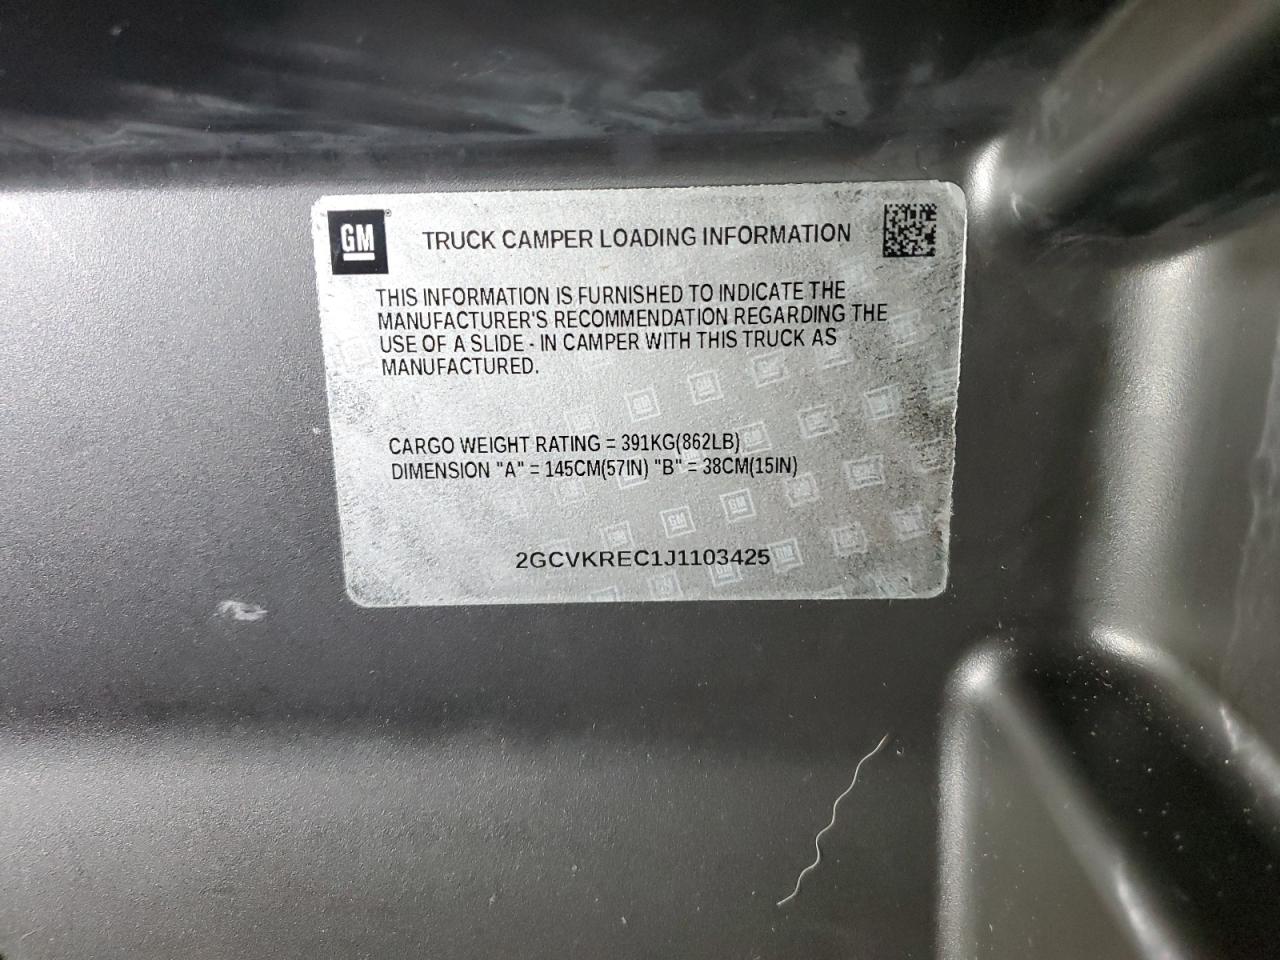 GM
TRUCK CAMPER LOADING INFORMATION
THIS INFORMATION IS FURNISHED TO INDICATE THE
MANUFACTURER'S RECOMMENDATION REGARDING THE
USE OF A SLIDE - IN CAMPER WITH THIS TRUCK AS
MANUFACTURED.
CARGO WEIGHT RATING = 391KG(862LB)
DIMENSION "A" = 145CM(57IN) "B" = 38CM(15IN)
2GCVKREC1J1103425